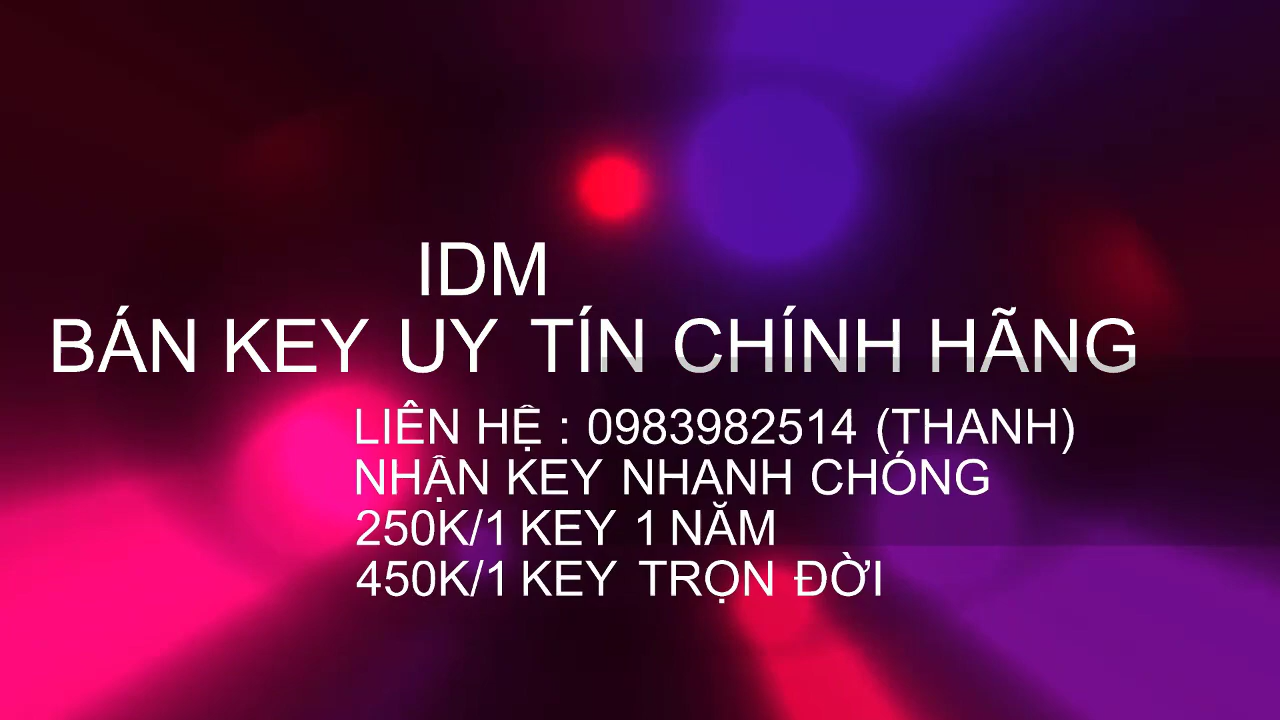 IDM
BÁN KEY UY TÍN CHÍNH HÃNG
LIÊN HỆ : 0983982514 (THANH)
NHẬN KEY NHANH CHÓNG
250K/1 KEY 1 NĂM
450K/1 KEY TRỌN ĐỜI